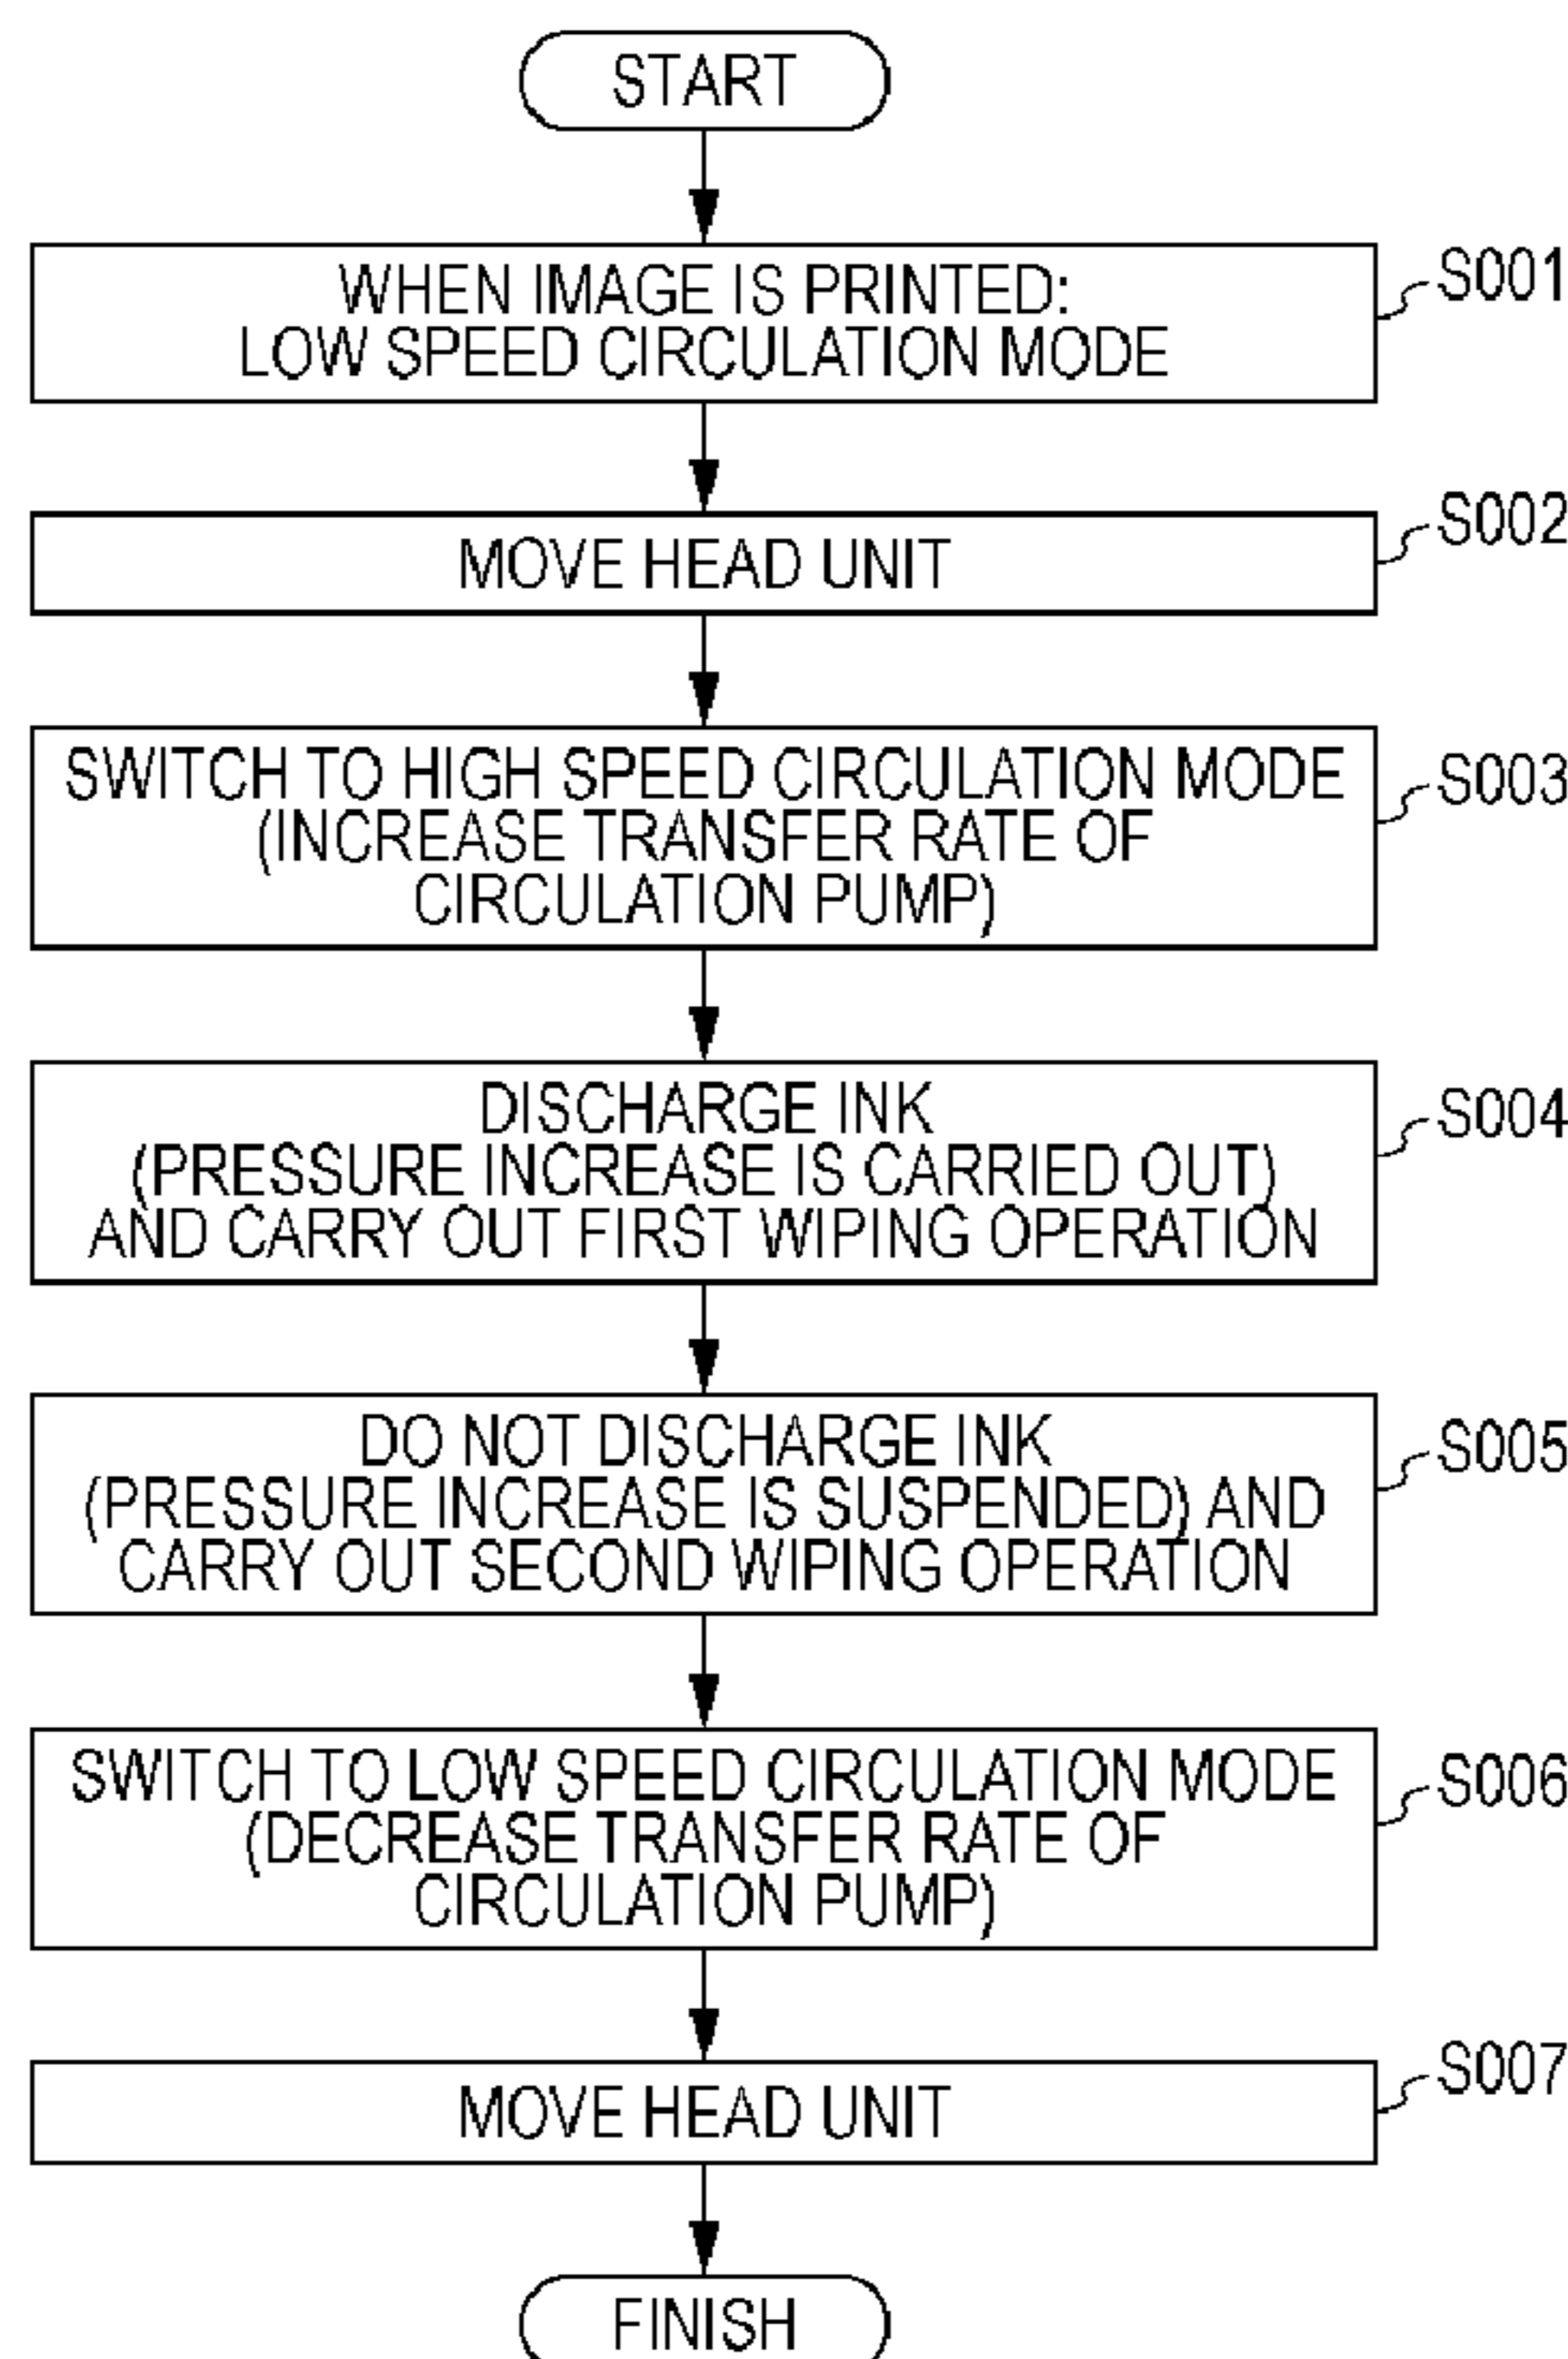 START
WHEN IMAGE IS PRINTED:
LOW SPEED CIRCULATION MODE
S001
MOVE HEAD UNIT
S002
SWITCH TO HIGH SPEED CIRCULATION MODE
(INCREASE TRANSFER RATE OF
CIRCULATION PUMP)
S003
DISCHARGE INK
(PRESSURE INCREASE IS CARRIED OUT)
AND CARRY OUT FIRST WIPING OPERATION
S004
DO NOT DISCHARGE INK
(PRESSURE INCREASE IS SUSPENDED) AND
CARRY OUT SECOND WIPING OPERATION
S005
SWITCH TO LOW SPEED CIRCULATION MODE
(DECREASE TRANSFER RATE OF
CIRCULATION PUMP)
S006
MOVE HEAD UNIT
S007
FINISH